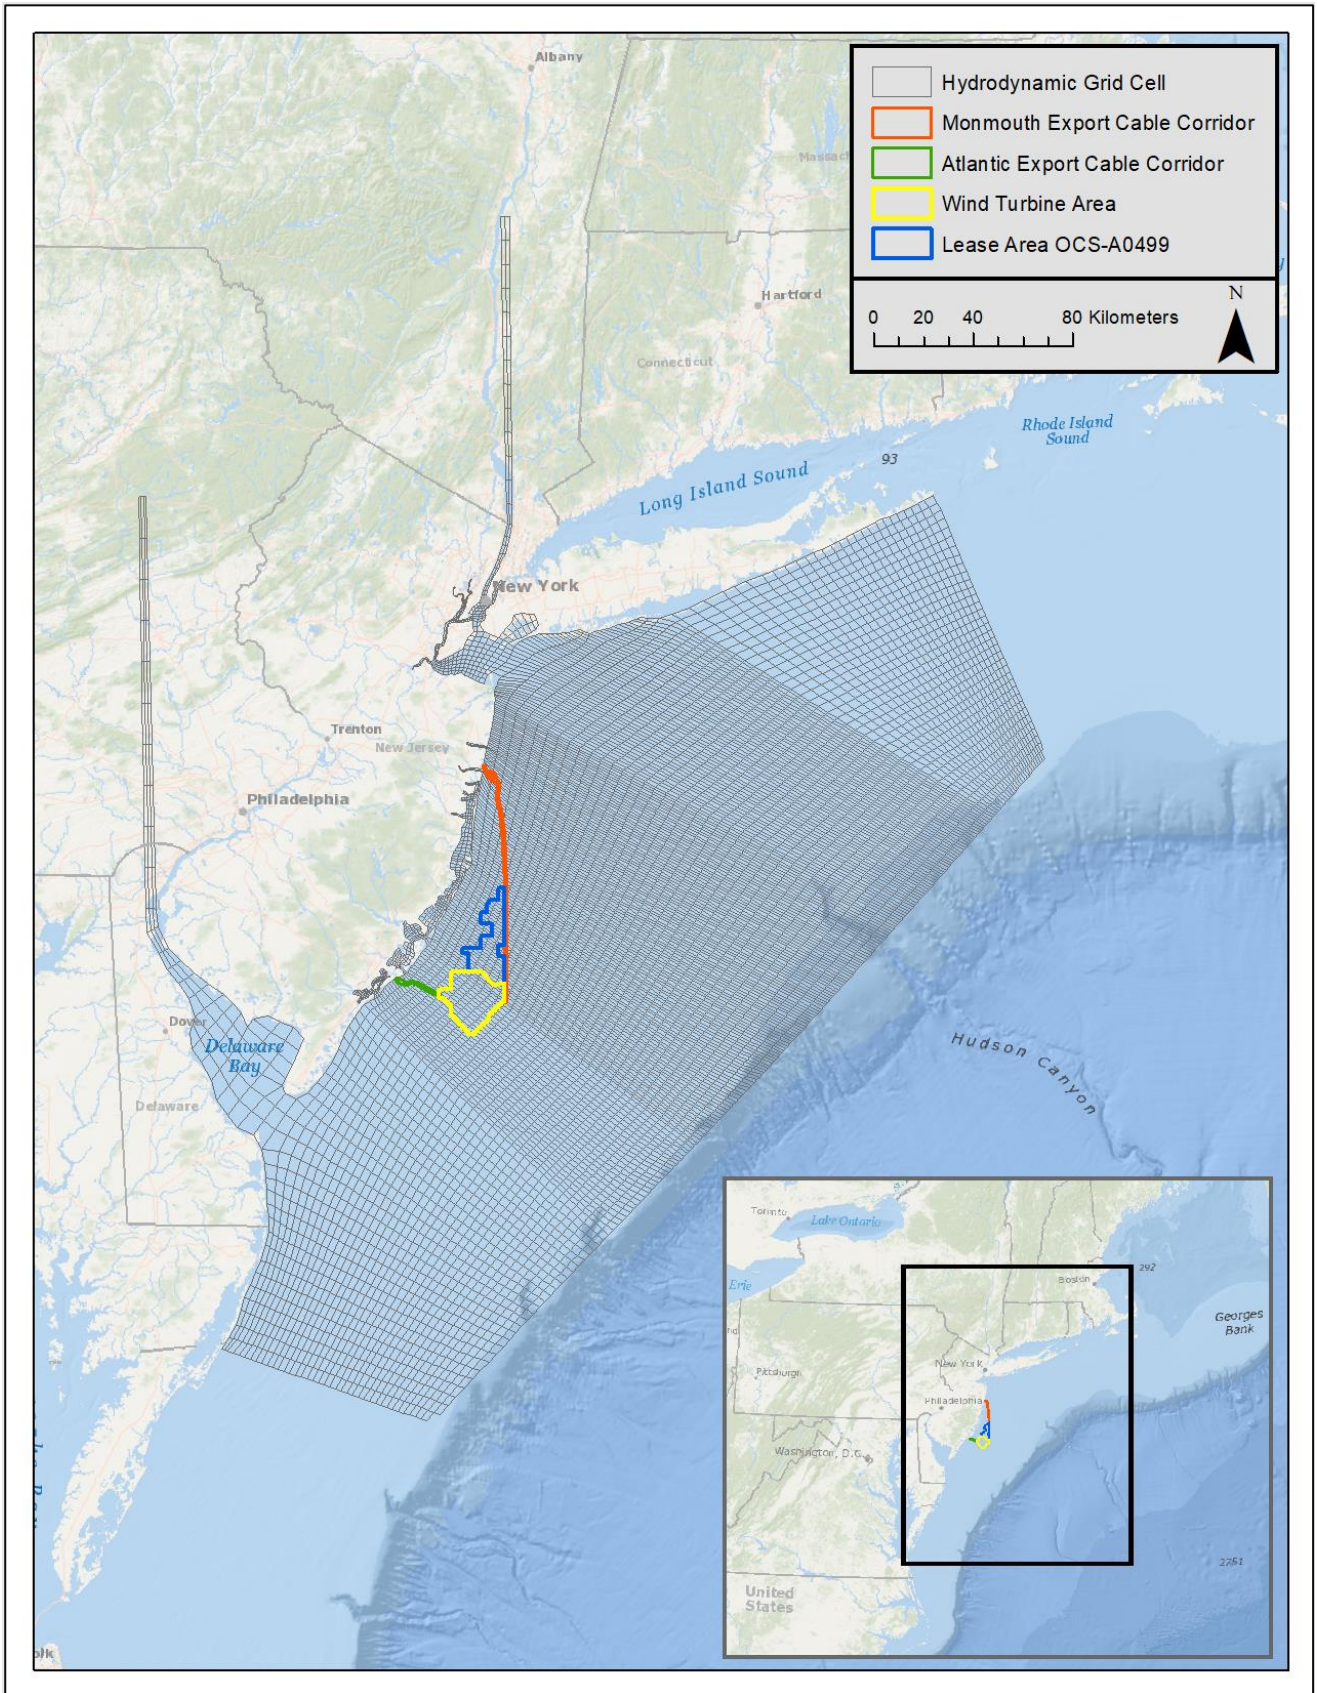 Albany
Massach
Hydrodynamic Grid Cell
Monmouth Export Cable Corridor
Atlantic Export Cable Corridor
Wind Turbine Area
Lease Area OCS-A0499
N
0 20 40 80 Kilometers
Hartford
Connecticut
Rhode Island
Sound
93
Long Island Sound
New York
Trenton
New Jersey
Philadelphia
Dover
Delaware
Bay
Delaware
Hudson Canyon
Toronto
Lake Ontario
Erie
Boston
292
Georges
Bank
New York
Pittsburgh
Philadelphia
Washington, D.C.
2751
United
States
olk